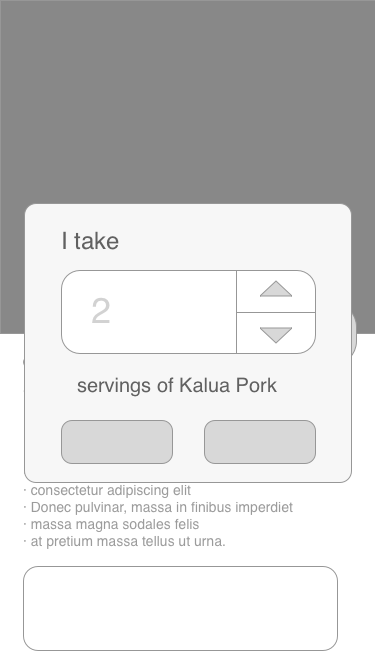 I take
2
servings of Kalua Pork
· consectetur adipiscing elit
· Donec pulvinar, massa in finibus imperdiet
· massa magna sodales felis
· at pretium massa tellus ut urna.